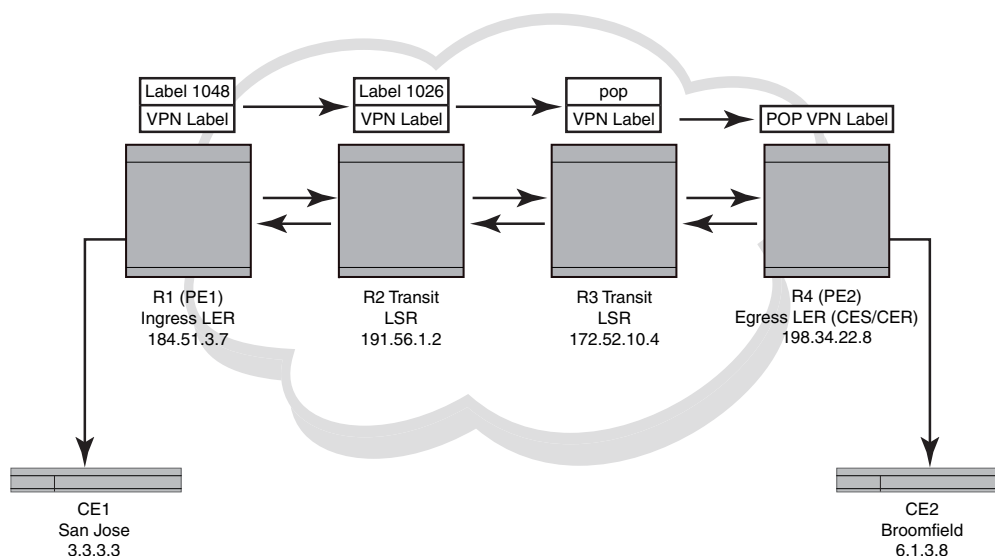 Label 1048
VPN Label
Label 1026
VPN Label
pop
VPN Label
POP VPN Label
R1 (PE1)
Ingress LER
184.51.3.7
R2 Transit
LSR
191.56.1.2
R3 Transit
LSR
172.52.10.4
R4 (PE2)
Egress LER (CES/CER)
198.34.22.8
CE1
San Jose
3.3.3.3
CE2
Broomfield
6.1.3.8